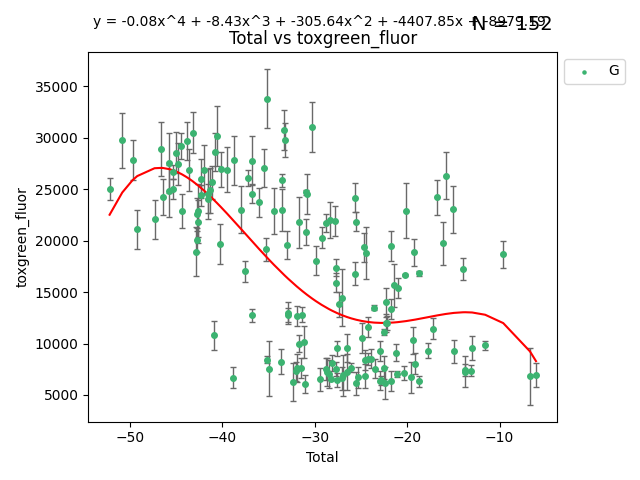 y = -0.08x^4 + -8.43x^3 + -305.64x^2 + -4407.85x + -8979.59
N = 152
Total vs toxgreen_fluor
G
35000
30000
25000
20000
15000
10000
5000
toxgreen_fluor
−50 −40 −30 −20 −10
Total